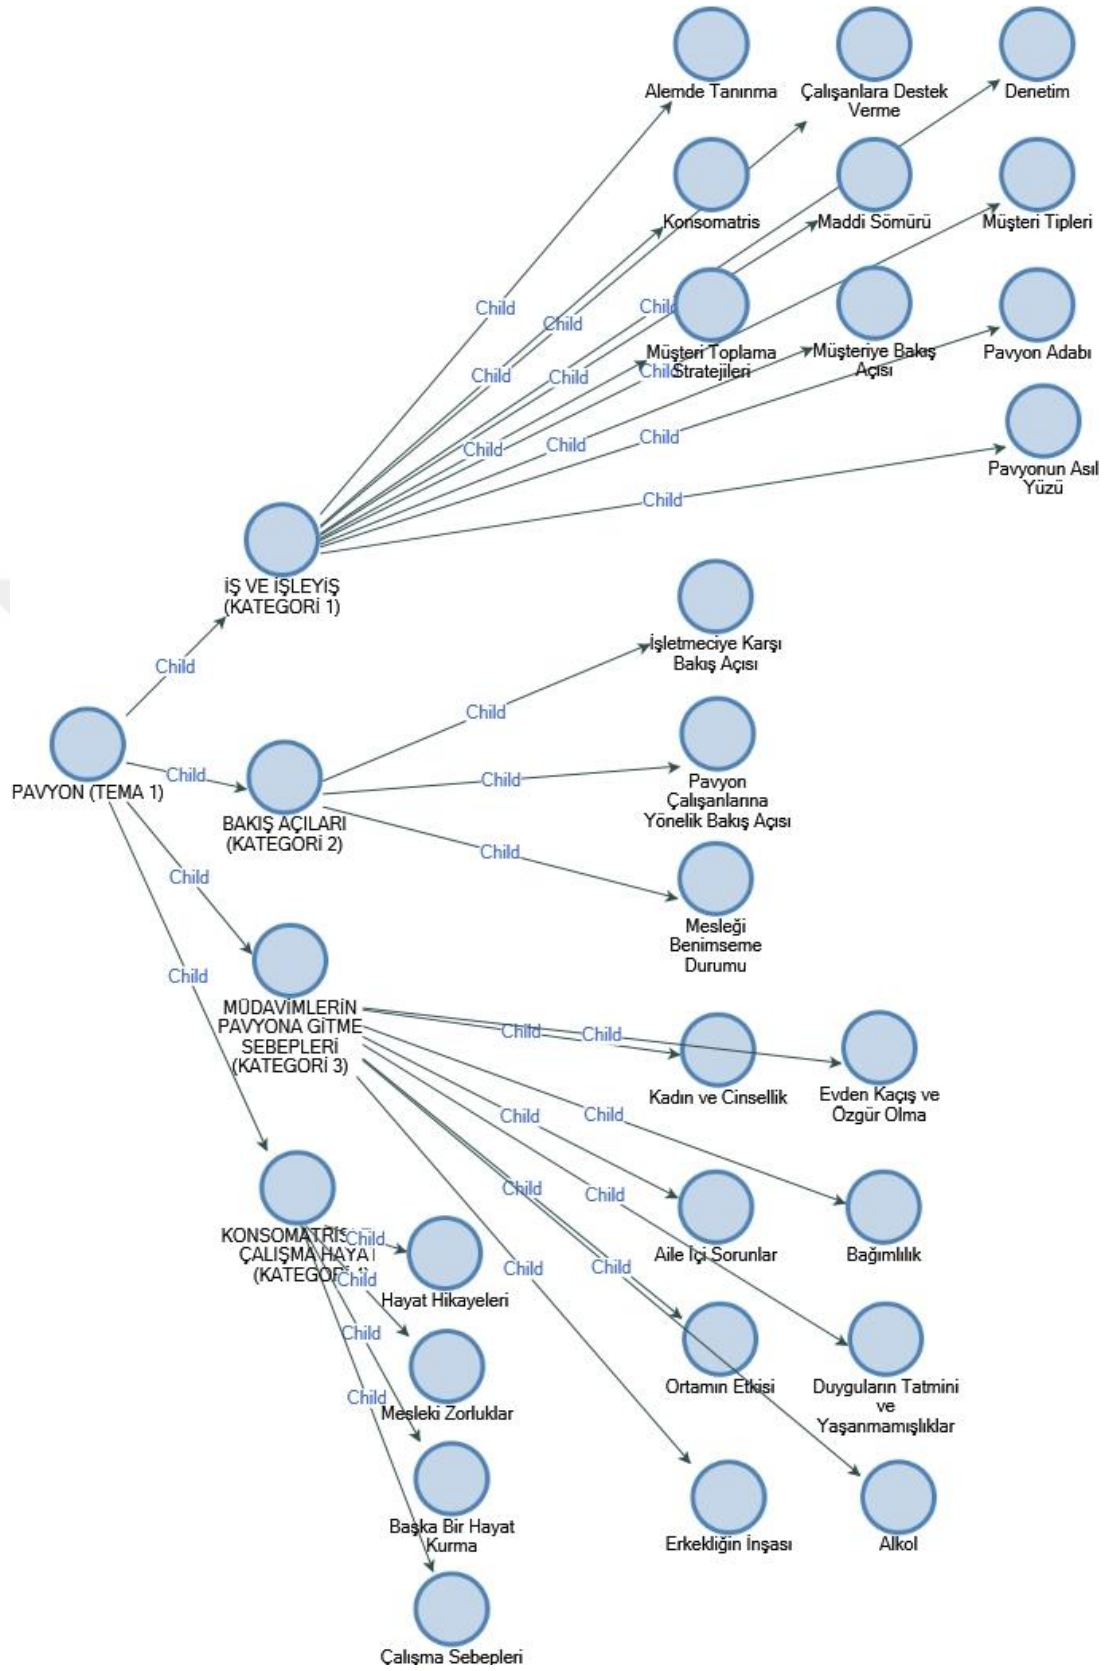 Alemde Tanınma
Çalışanlara Destek
Verme
Denetim
Konsomatris
Maddi Sömürü
Müşteri Tipleri
Child
Child
Child
Müşteri Toplama
Stratejileri
Müşteriye Bakış
Açısı
Pavyon Adabı
Child
Child
Child
Child
Child
Child
Pavyonun Asıl
Yüzü
Child
İŞ VE İŞLEYİŞ
(KATEGORİ 1)
İşletmeciye Karşı
Bakış Açısı
Child
Child
PAVYON (TEMA 1)
Child
Child
Pavyon
Çalışanlarına
Yönelik Bakış Açısı
BAKIŞ AÇILARI
(KATEGORİ 2)
Child
Child
Mesleği
Benimseme
Durumu
Child
MÜDAVİMLERİN
PAVYONA GİTME
SEBEPLERİ
(KATEGORİ 3)
Child
Child
Kadın ve Cinsellik
Evden Kaçış ve
Özgür Olma
Child
Child
Child
Child
KONSOMATRİS
ÇALIŞMA HAYATI
Child
Aile İçi Sorunlar
Bağımlılık
Child
Child
Child
Hayat Hikayeleri
Child
Child
Mesleki Zorluklar
Ortamın Etkisi
Duyguların Tatmini
ve
Yaşanmamışlıklar
Başka Bir Hayat
Kurma
Erkekliğin İnşası
Alkol
Çalışma Sebepleri